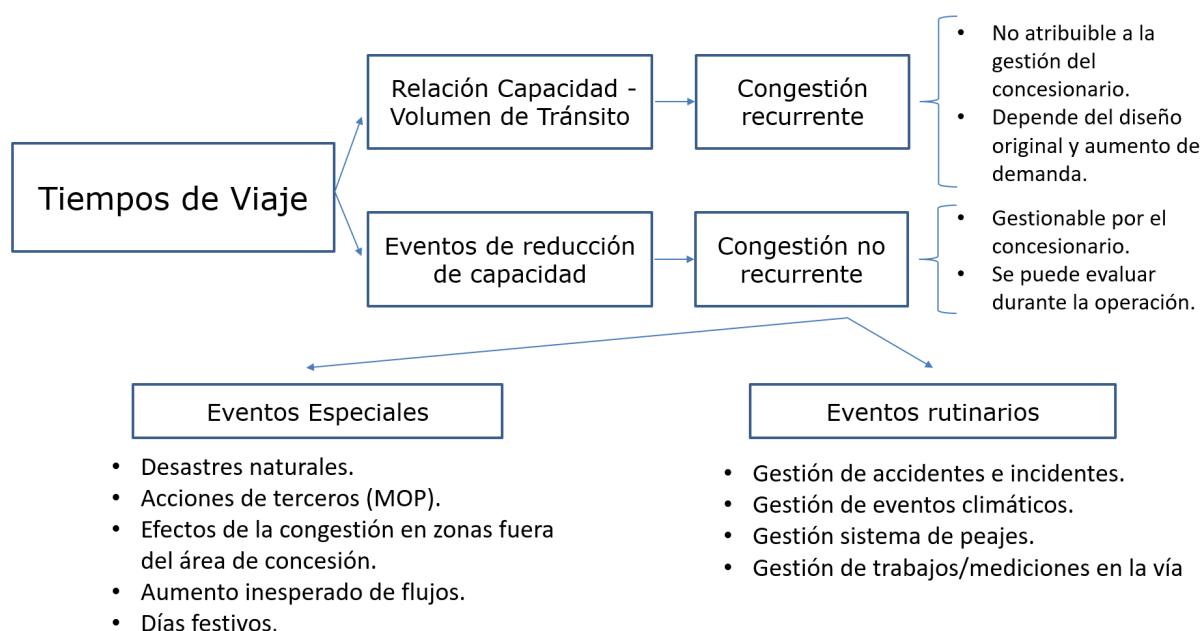 Tiempos de Viaje
Relación Capacidad -
Volumen de Tránsito
Congestión
recurrente
• No atribuible a la
gestión del
concesionario.
• Depende del diseño
original y aumento de
demanda.
Eventos de reducción
de capacidad
Congestión no
recurrente
• Gestionable por el
concesionario.
• Se puede evaluar
durante la operación.
Eventos Especiales
• Desastres naturales.
• Acciones de terceros (MOP).
• Efectos de la congestión en zonas fuera
del área de concesión.
• Aumento inesperado de flujos.
• Días festivos.
Eventos rutinarios
• Gestión de accidentes e incidentes.
• Gestión de eventos climáticos.
• Gestión sistema de peajes.
• Gestión de trabajos/mediciones en la vía